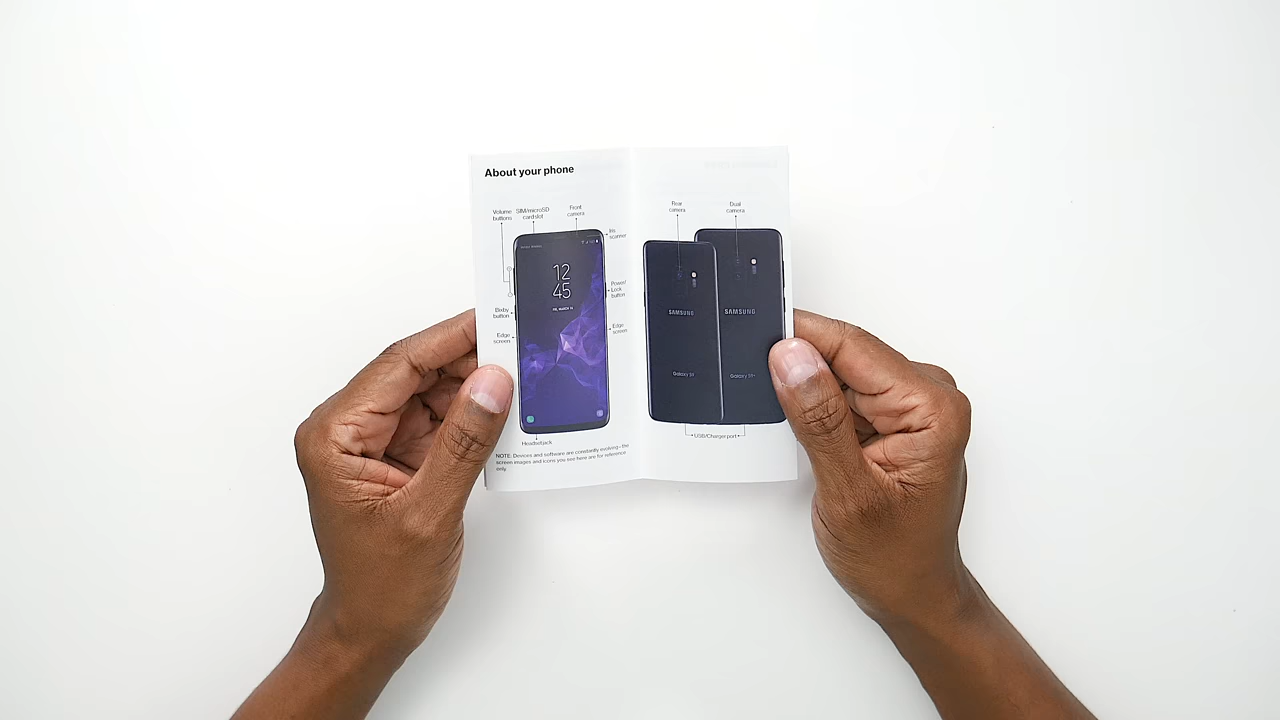 About your phone
Volume
buttons
SIM/microSD
card slot
Front
camera
Iris
scanner
Power/
Lock
button
Bixby
button
Edge
screen
Edge
screen
12
45
FRI, MARCH 16
Headset jack
NOTE: Devices and software are constantly evolving—the
screen images and icons you see here are for reference
only.
Rear
camera
Dual
camera
SAMSUNG
SAMSUNG
Galaxy S9
Galaxy S9+
USB/Charger port